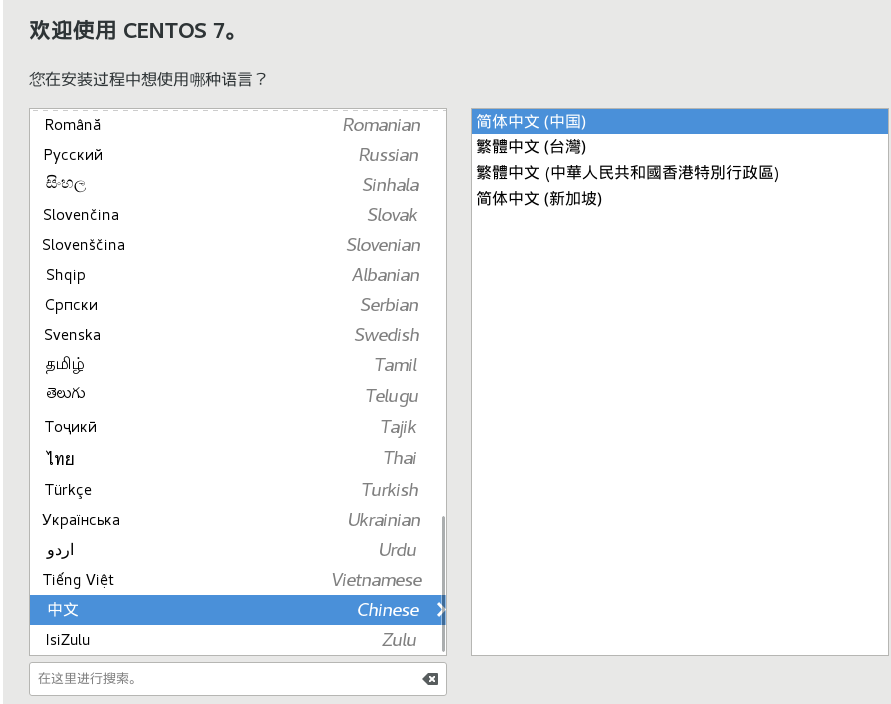 欢迎使用 CENTOS 7。
您在安装过程中想使用哪种语言？
Română Romanian
Русский Russian
සිංහල Sinhala
Slovenčina Slovak
Slovenščina Slovenian
Shqip Albanian
Српски Serbian
Svenska Swedish
தமிழ் Tamil
తెలుగు Telugu
Тоҷикӣ Tajik
ไทย Thai
Türkçe Turkish
Українська Ukrainian
اردو Urdu
Tiếng Việt Vietnamese
中文 Chinese
IsiZulu Zulu
在这里进行搜索。
简体中文 (中国)
繁體中文 (台灣)
繁體中文 (中華人民共和國香港特別行政區)
简体中文 (新加坡)